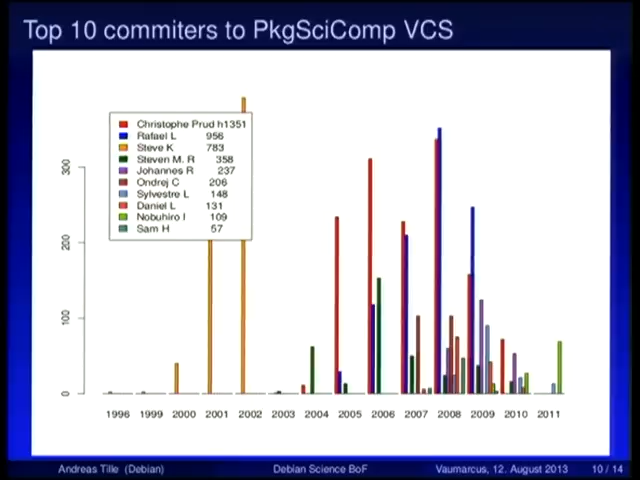 Top 10 commiters to PkgSciComp VCS
Christophe Prud h1351
Rafael L 956
Steve K 783
Steven M. R 358
Johannes R 237
Ondrej C 206
Sylvestre L 148
Daniel L 131
Nobuhiro I 109
Sam H 57
300
200
100
0
1996 1999 2000 2001 2002 2003 2004 2005 2006 2007 2008 2009 2010 2011
Andreas Tille (Debian) Debian Science BoF Vaumarcus, 12. August 2013 10 / 14